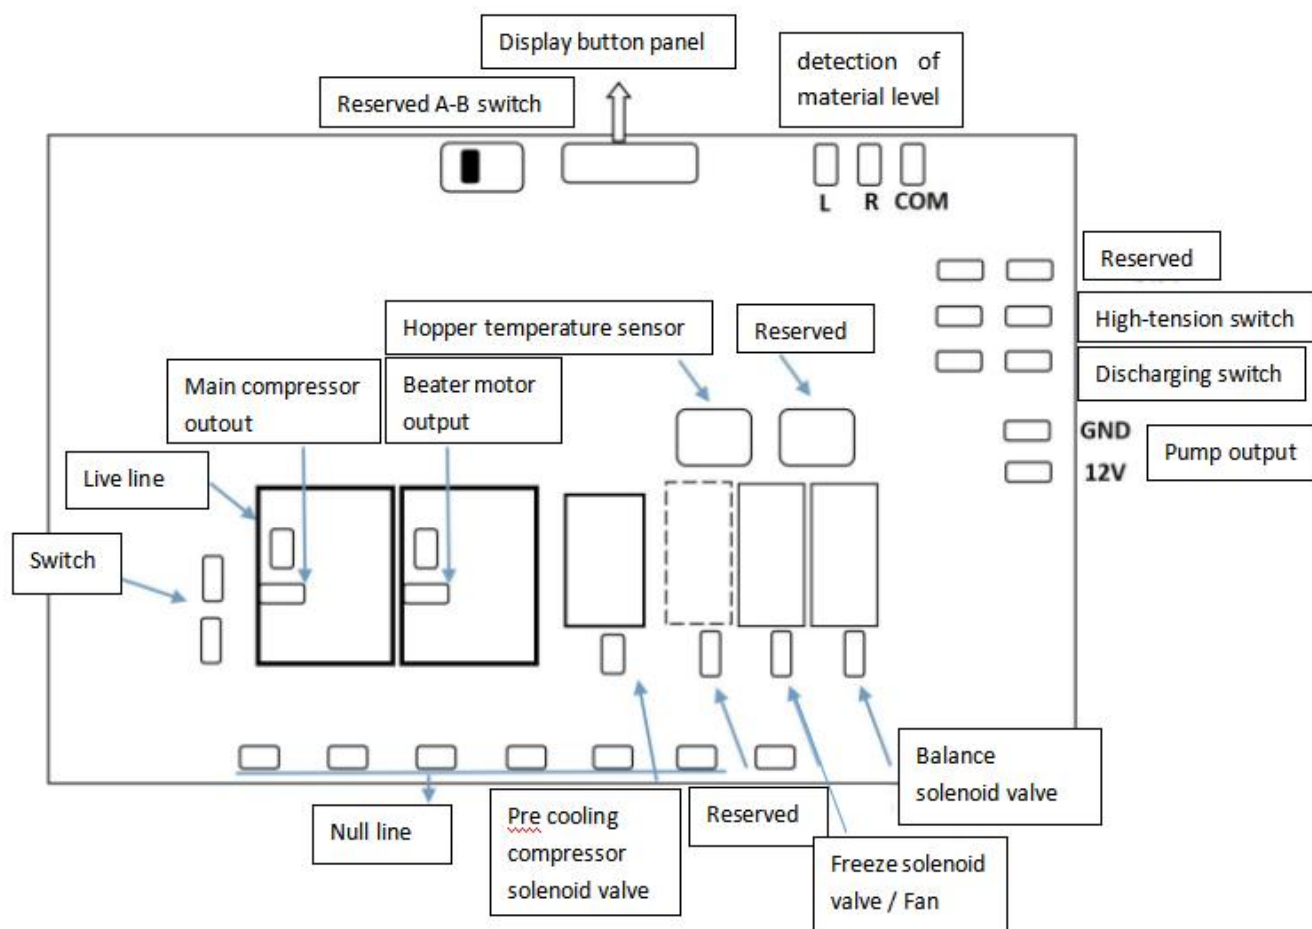 Display button panel
detection of
material level
Reserved A-B switch
L
R
COM
Reserved
High-tension switch
Hopper temperature sensor
Reserved
Discharging switch
Main compressor
outout
Beater motor
output
GND
Pump output
12V
Live line
Switch
Null line
Pre cooling
compressor
solenoid valve
Reserved
Balance
solenoid valve
Freeze solenoid
valve / Fan